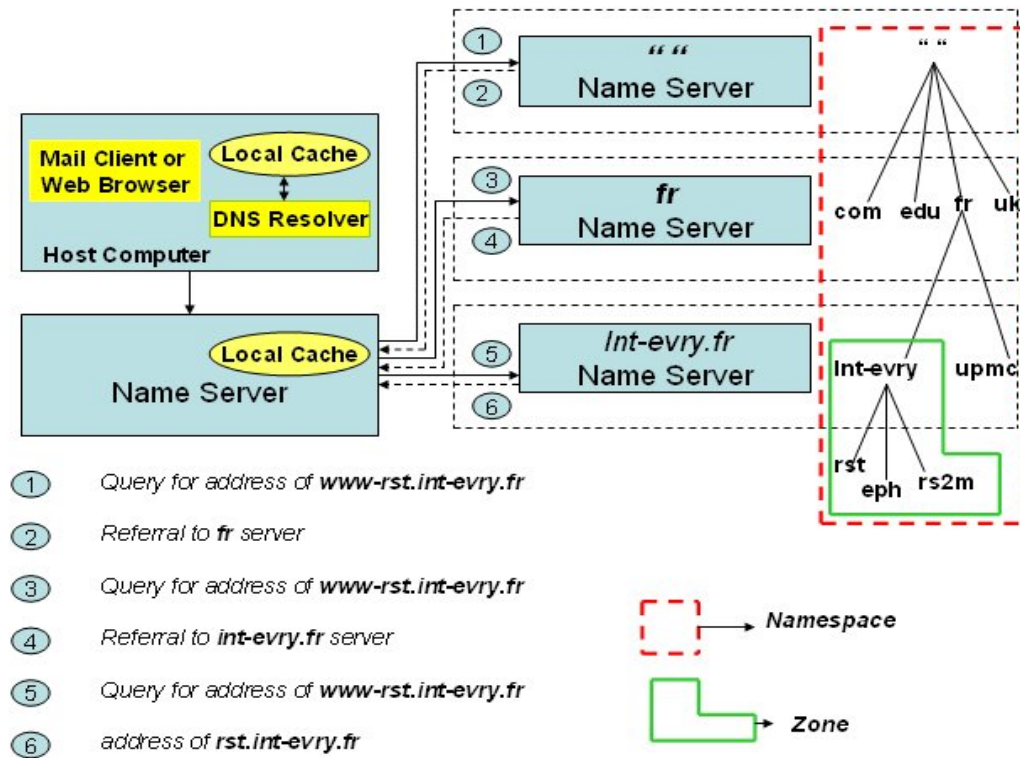 1
“ “
Name Server
2
“ “
Mail Client or
Web Browser
Local Cache
DNS Resolver
Host Computer
3
fr
Name Server
4
com
edu
fr
uk
Local Cache
Name Server
5
Int-evry.fr
Name Server
6
Int-evry
upmc
rst
eph
rs2m
1 Query for address of www-rst.int-evry.fr
2 Referral to fr server
3 Query for address of www-rst.int-evry.fr
4 Referral to int-evry.fr server
5 Query for address of www-rst.int-evry.fr
6 address of rst.int-evry.fr
Namespace
Zone